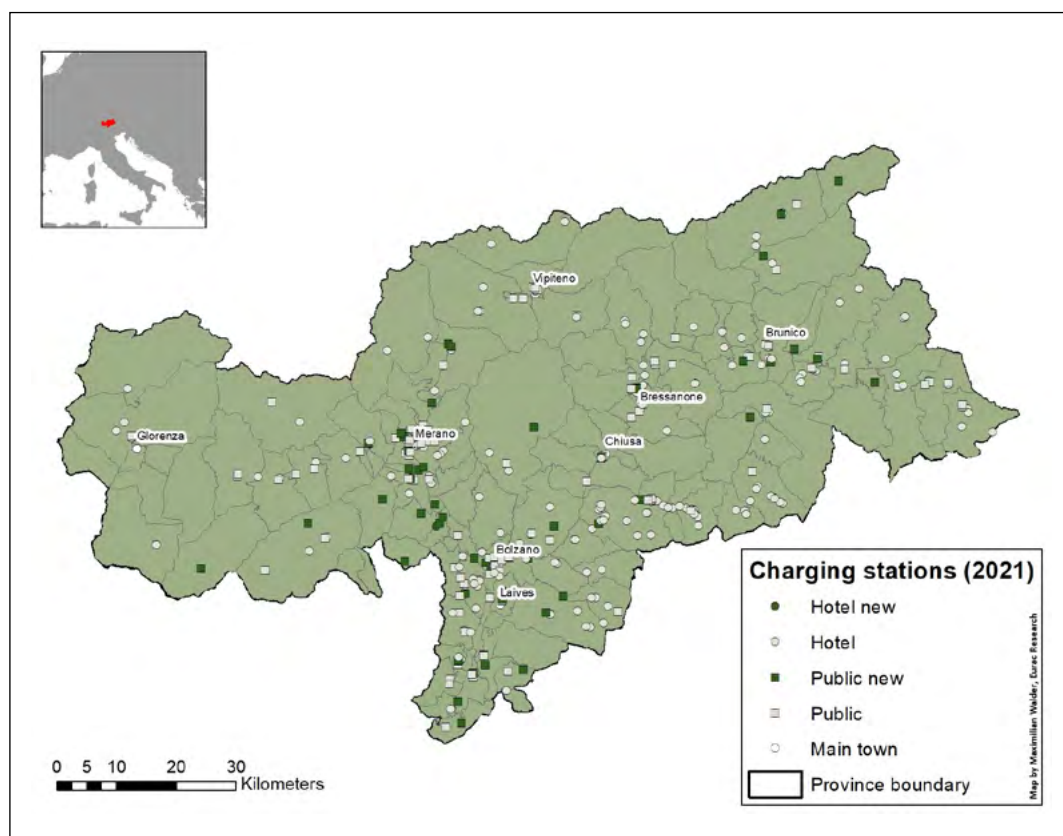 Vipiteno
Brunico
Bressanone
Glorenza
Merano
Chiusa
Bolzano
Laives
Charging stations (2021)
Hotel new
Hotel
Public new
Public
Main town
Province boundary
Map by Maximilian Walder, Eurac Research
0 5 10 20 30
Kilometers